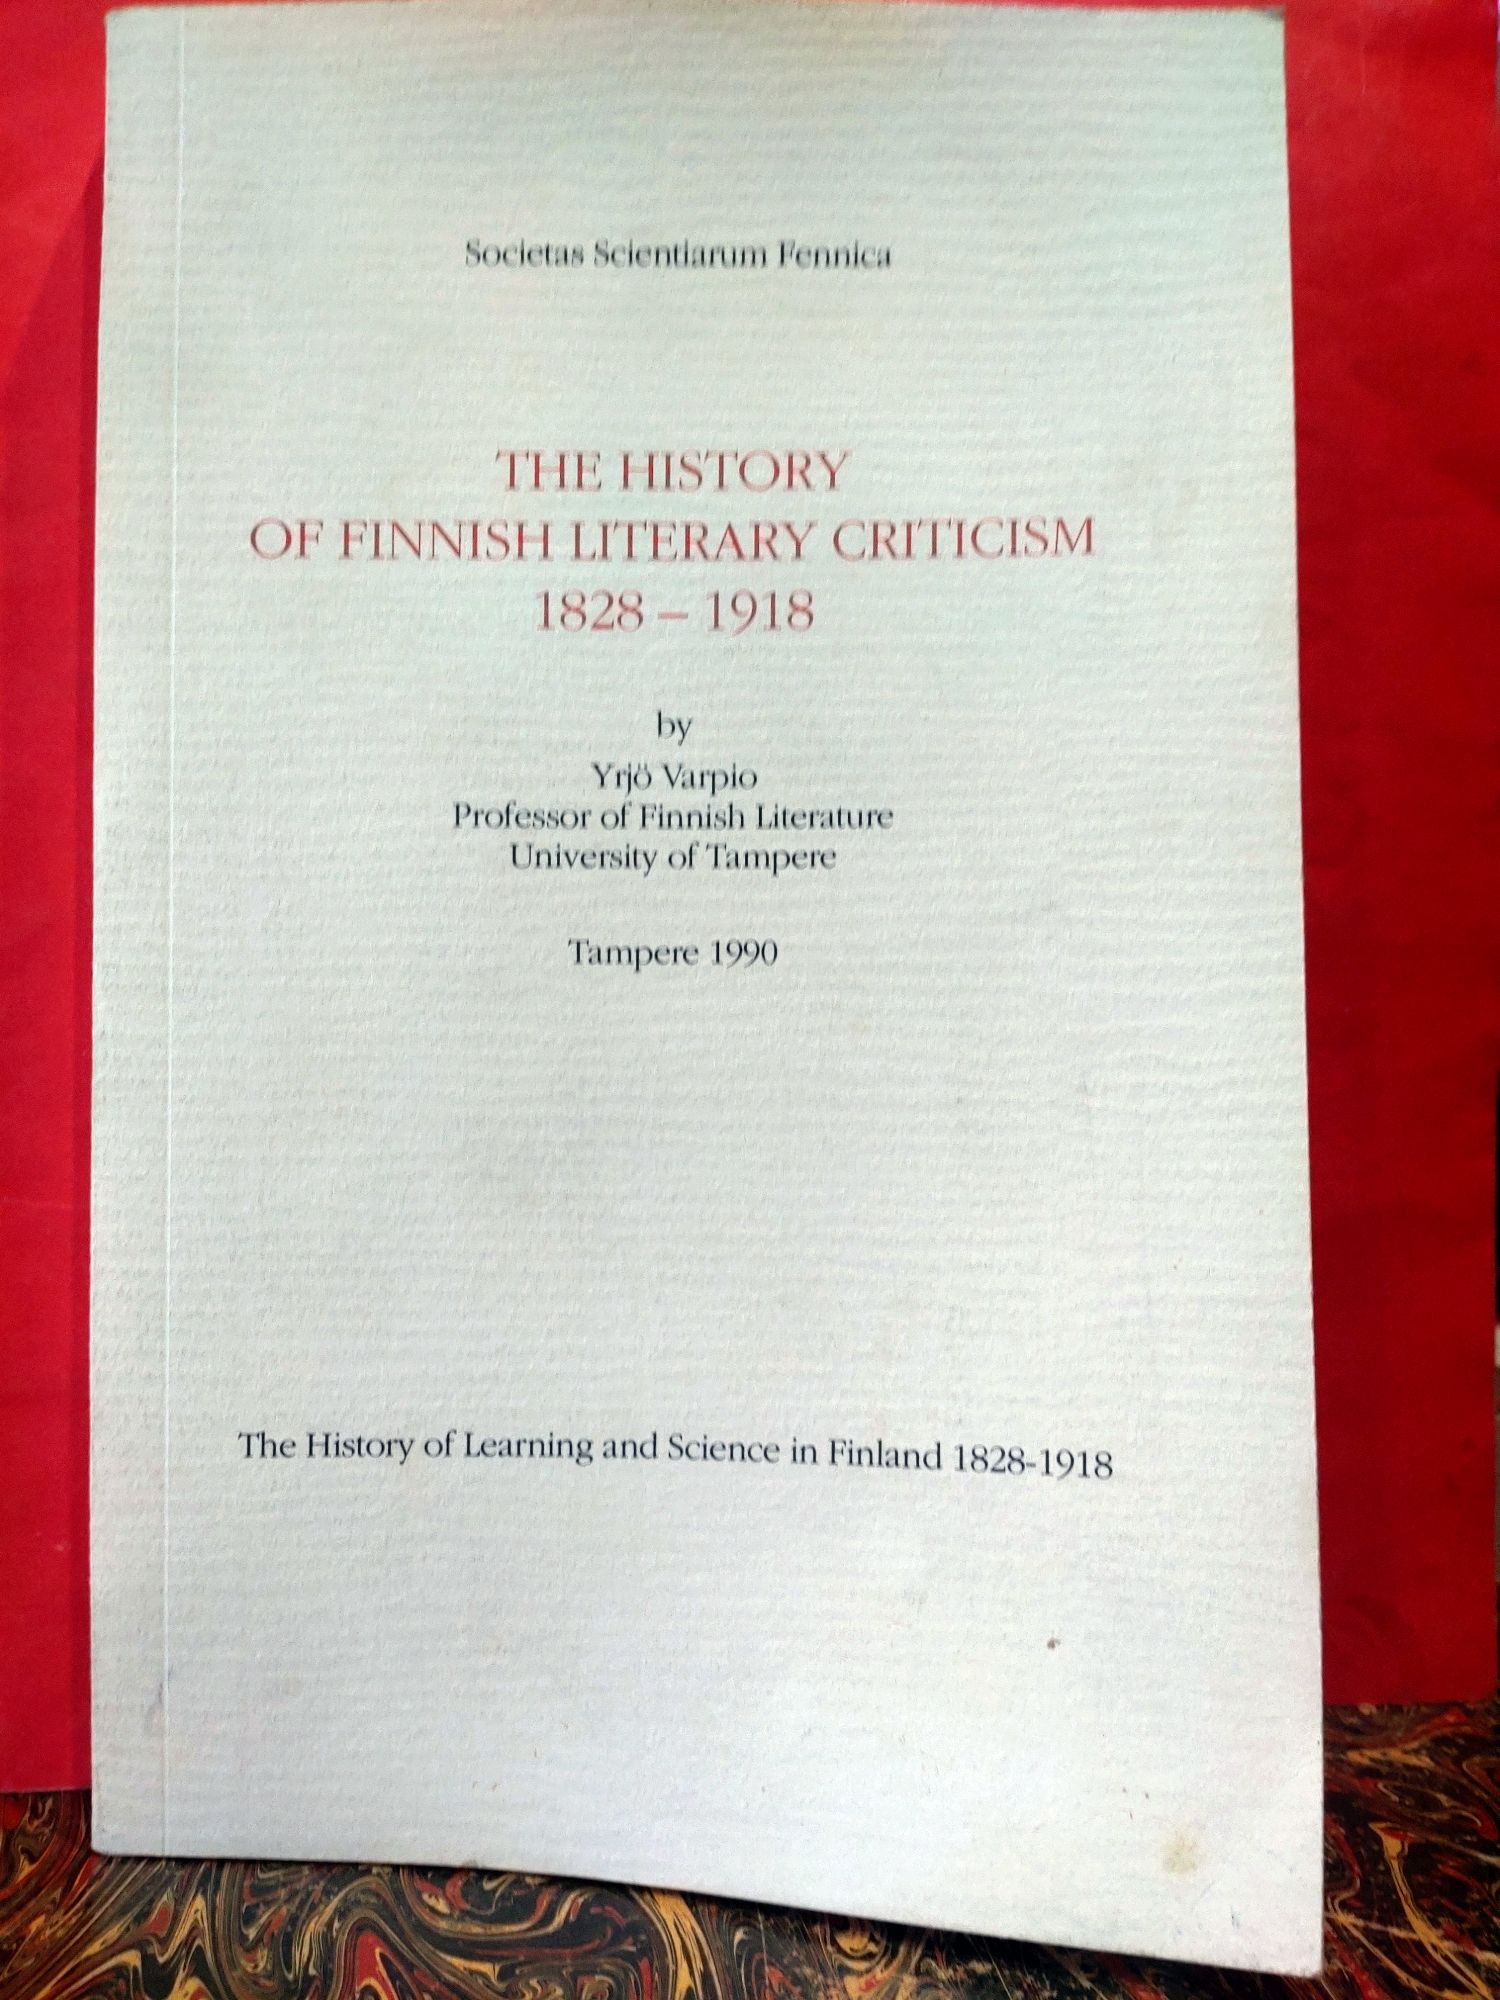 Societas Scientiarum Fennica
THE HISTORY
OF FINNISH LITERARY CRITICISM
1828 – 1918
by
Yrjö Varpio
Professor of Finnish Literature
University of Tampere
Tampere 1990
The History of Learning and Science in Finland 1828-1918